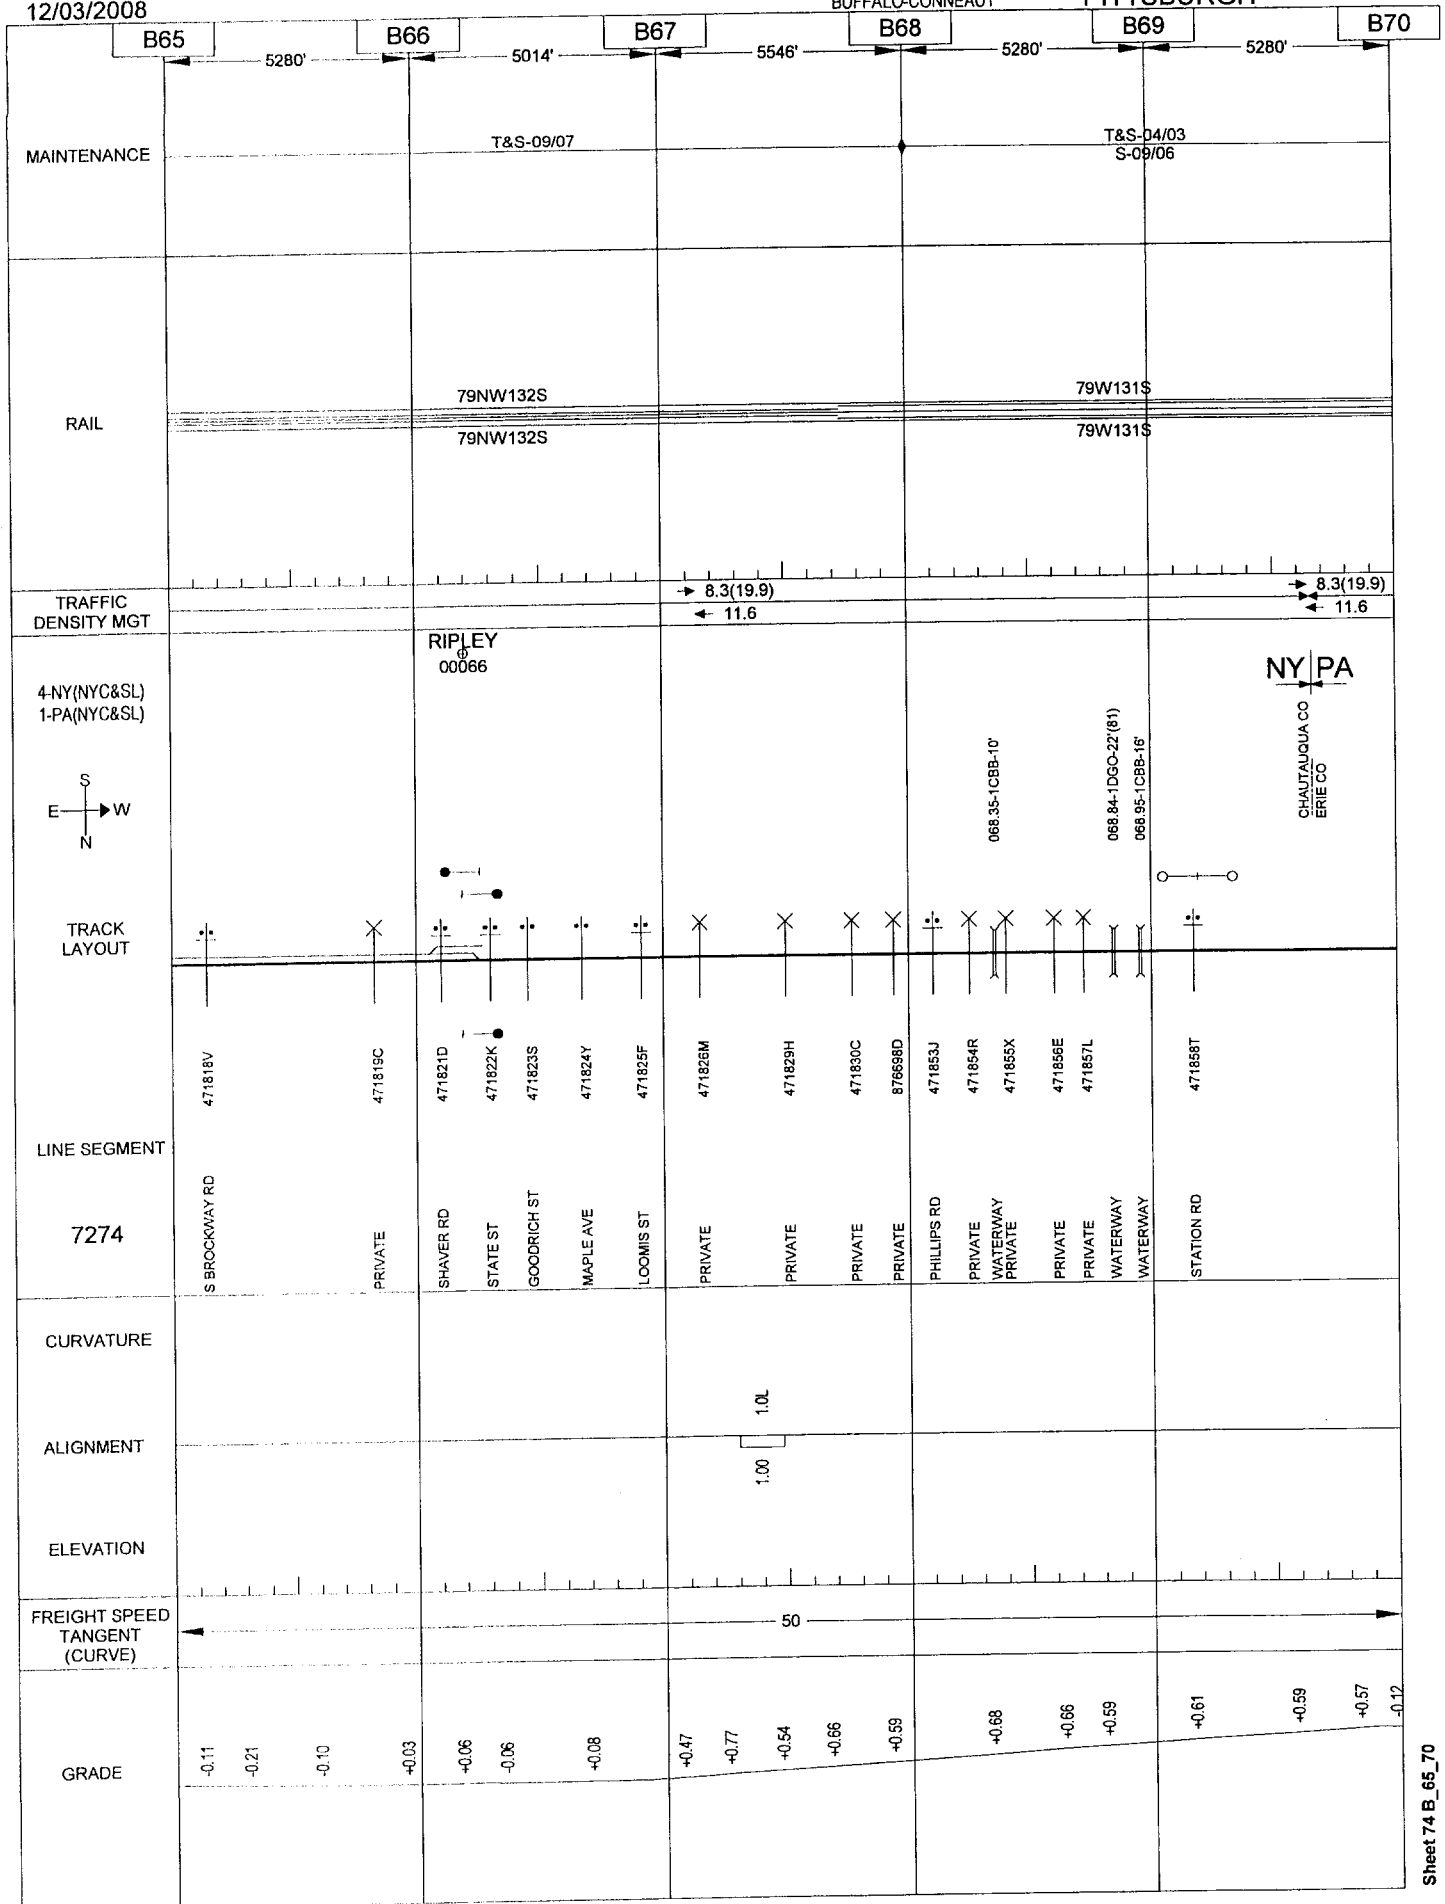 12/03/2008
BUFFALO-CONNEAUT
PITTSBURGH
B65 B66 B67 B68 B69 B70
5280' 5014' 5546' 5280' 5280'
MAINTENANCE
T&S-09/07
T&S-04/03
S-09/06
RAIL
79NW132S
79W131S
79NW132S
79W131S
TRAFFIC
DENSITY MGT
8.3(19.9)
11.6
8.3(19.9)
11.6
RIPLEY
00066
4-NY(NYC&SL)
1-PA(NYC&SL)
NY PA
CHAUTAUQUA CO
ERIE CO
068.35-1CBB-10'
068.84-1DGO-22'(81)
068.95-1CBB-16'
S
E W
N
TRACK
LAYOUT
471818V
471819C
471821D
471822K
471823S
471824Y
471825F
471826M
471829H
471830C
876698D
471853J
471854R
471855X
471856E
471857L
471858T
LINE SEGMENT
7274
S BROCKWAY RD
PRIVATE
SHAVER RD
STATE ST
GOODRICH ST
MAPLE AVE
LOOMIS ST
PRIVATE
PRIVATE
PRIVATE
PRIVATE
PHILLIPS RD
PRIVATE
WATERWAY
PRIVATE
PRIVATE
PRIVATE
WATERWAY
WATERWAY
STATION RD
CURVATURE
1.0L
ALIGNMENT
1.00
ELEVATION
FREIGHT SPEED
TANGENT
(CURVE)
50
GRADE
-0.11
-0.21
-0.10
+0.03
+0.06
-0.06
+0.08
+0.47
+0.77
+0.54
+0.66
+0.59
+0.68
+0.66
+0.59
+0.61
+0.59
+0.57
-0.12
Sheet 74 B_65_70